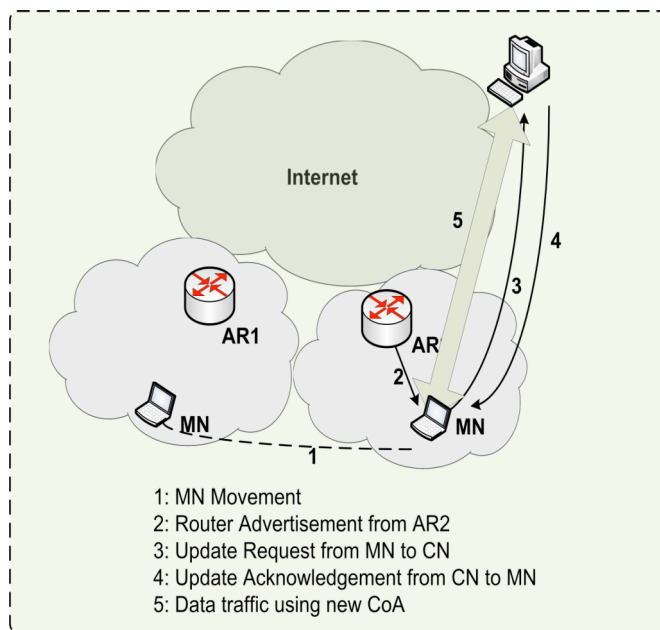 Internet
5
4
3
AR1
AR
2
MN
MN
1
1: MN Movement
2: Router Advertisement from AR2
3: Update Request from MN to CN
4: Update Acknowledgement from CN to MN
5: Data traffic using new CoA